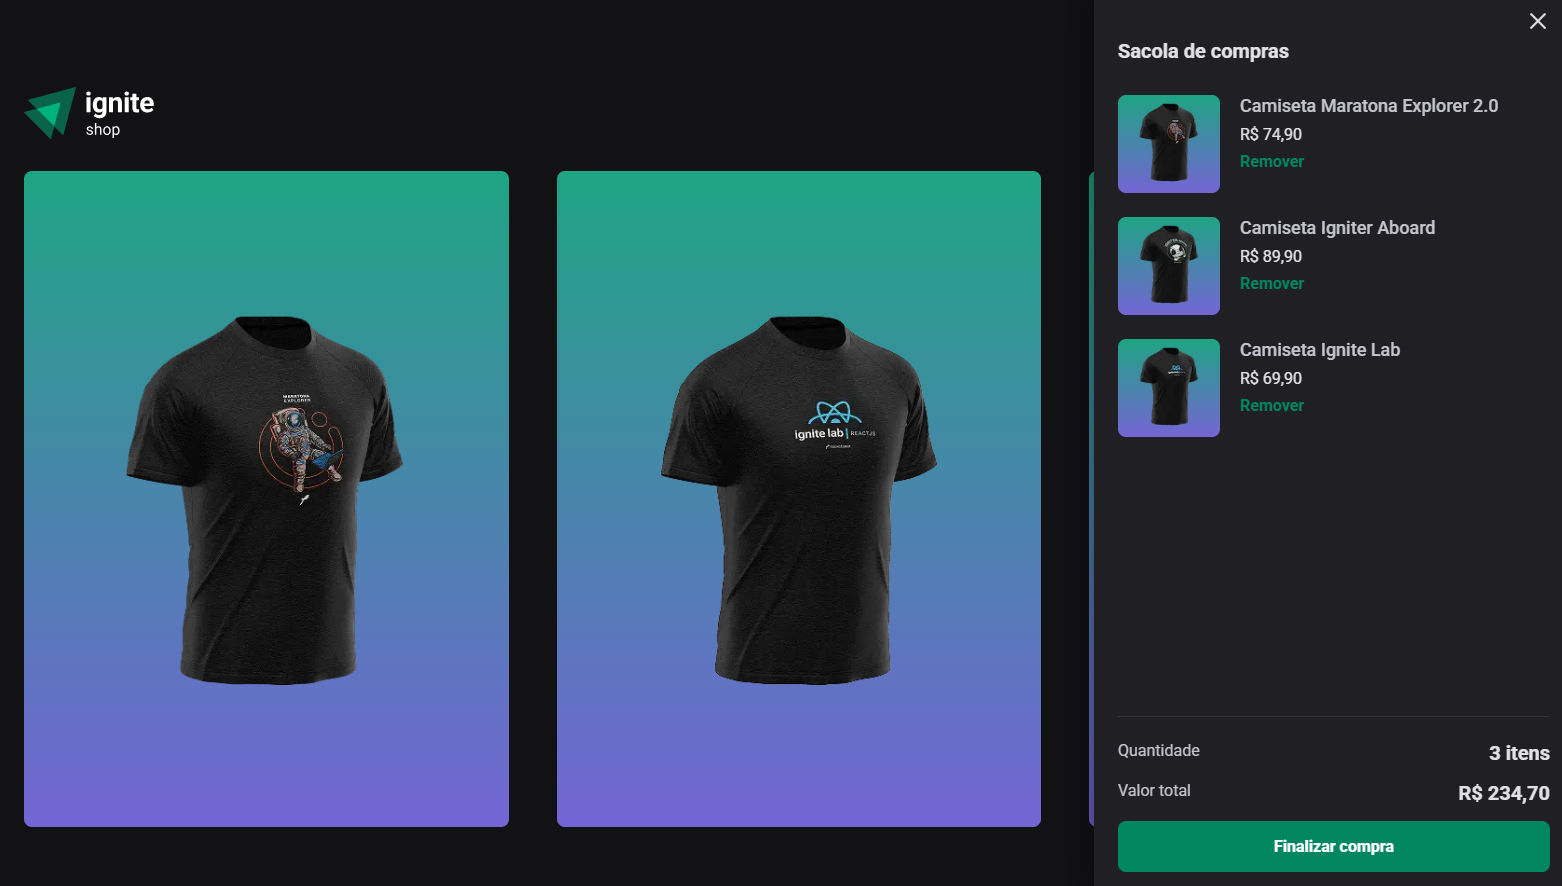 ignite
shop
MARATONA
EXPLORER
ignite lab | REACTJS
Sacola de compras
Camiseta Maratona Explorer 2.0
R$ 74,90
Remover
Camiseta Igniter Aboard
R$ 89,90
Remover
Camiseta Ignite Lab
R$ 69,90
Remover
Quantidade
3 itens
Valor total
R$ 234,70
Finalizar compra